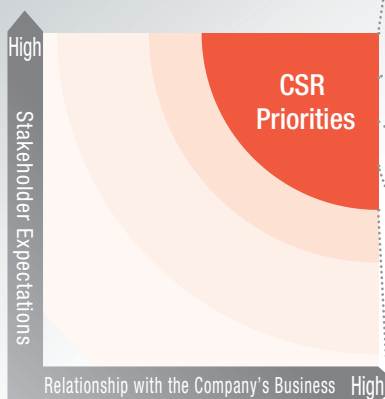 High
CSR
Priorities
Stakeholder Expectations
Relationship with the Company's Business
High